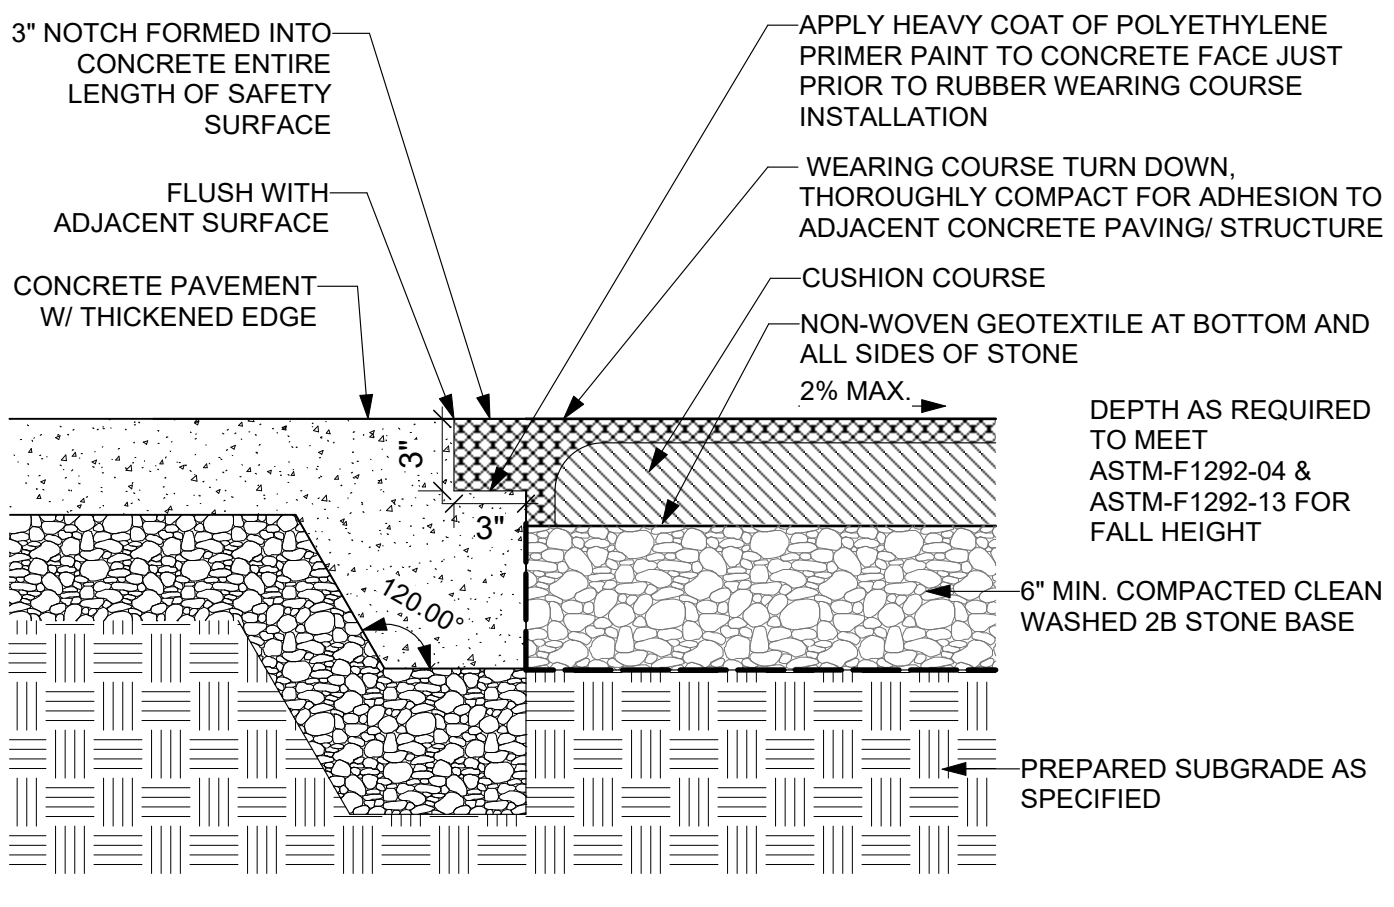 3" NOTCH FORMED INTO
CONCRETE ENTIRE
LENGTH OF SAFETY
SURFACE
FLUSH WITH
ADJACENT SURFACE
CONCRETE PAVEMENT
W/ THICKENED EDGE
APPLY HEAVY COAT OF POLYETHYLENE
PRIMER PAINT TO CONCRETE FACE JUST
PRIOR TO RUBBER WEARING COURSE
INSTALLATION
WEARING COURSE TURN DOWN,
THOROUGHLY COMPACT FOR ADHESION TO
ADJACENT CONCRETE PAVING/ STRUCTURE
CUSHION COURSE
NON-WOVEN GEOTEXTILE AT BOTTOM AND
ALL SIDES OF STONE
2% MAX.
DEPTH AS REQUIRED
TO MEET
ASTM-F1292-04 &
ASTM-F1292-13 FOR
FALL HEIGHT
3"
3"
120.00°
6" MIN. COMPACTED CLEAN
WASHED 2B STONE BASE
PREPARED SUBGRADE AS
SPECIFIED